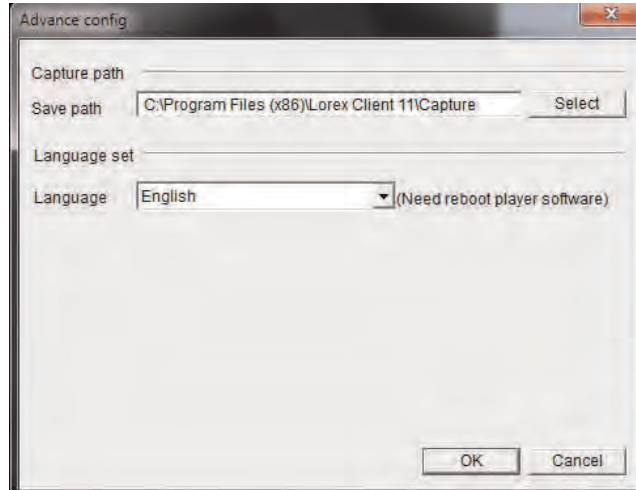 Advance config
Capture path
Save path C:\Program Files (x86)\Lorex Client 11\Capture Select
Language set
Language English (Need reboot player software)
OK Cancel